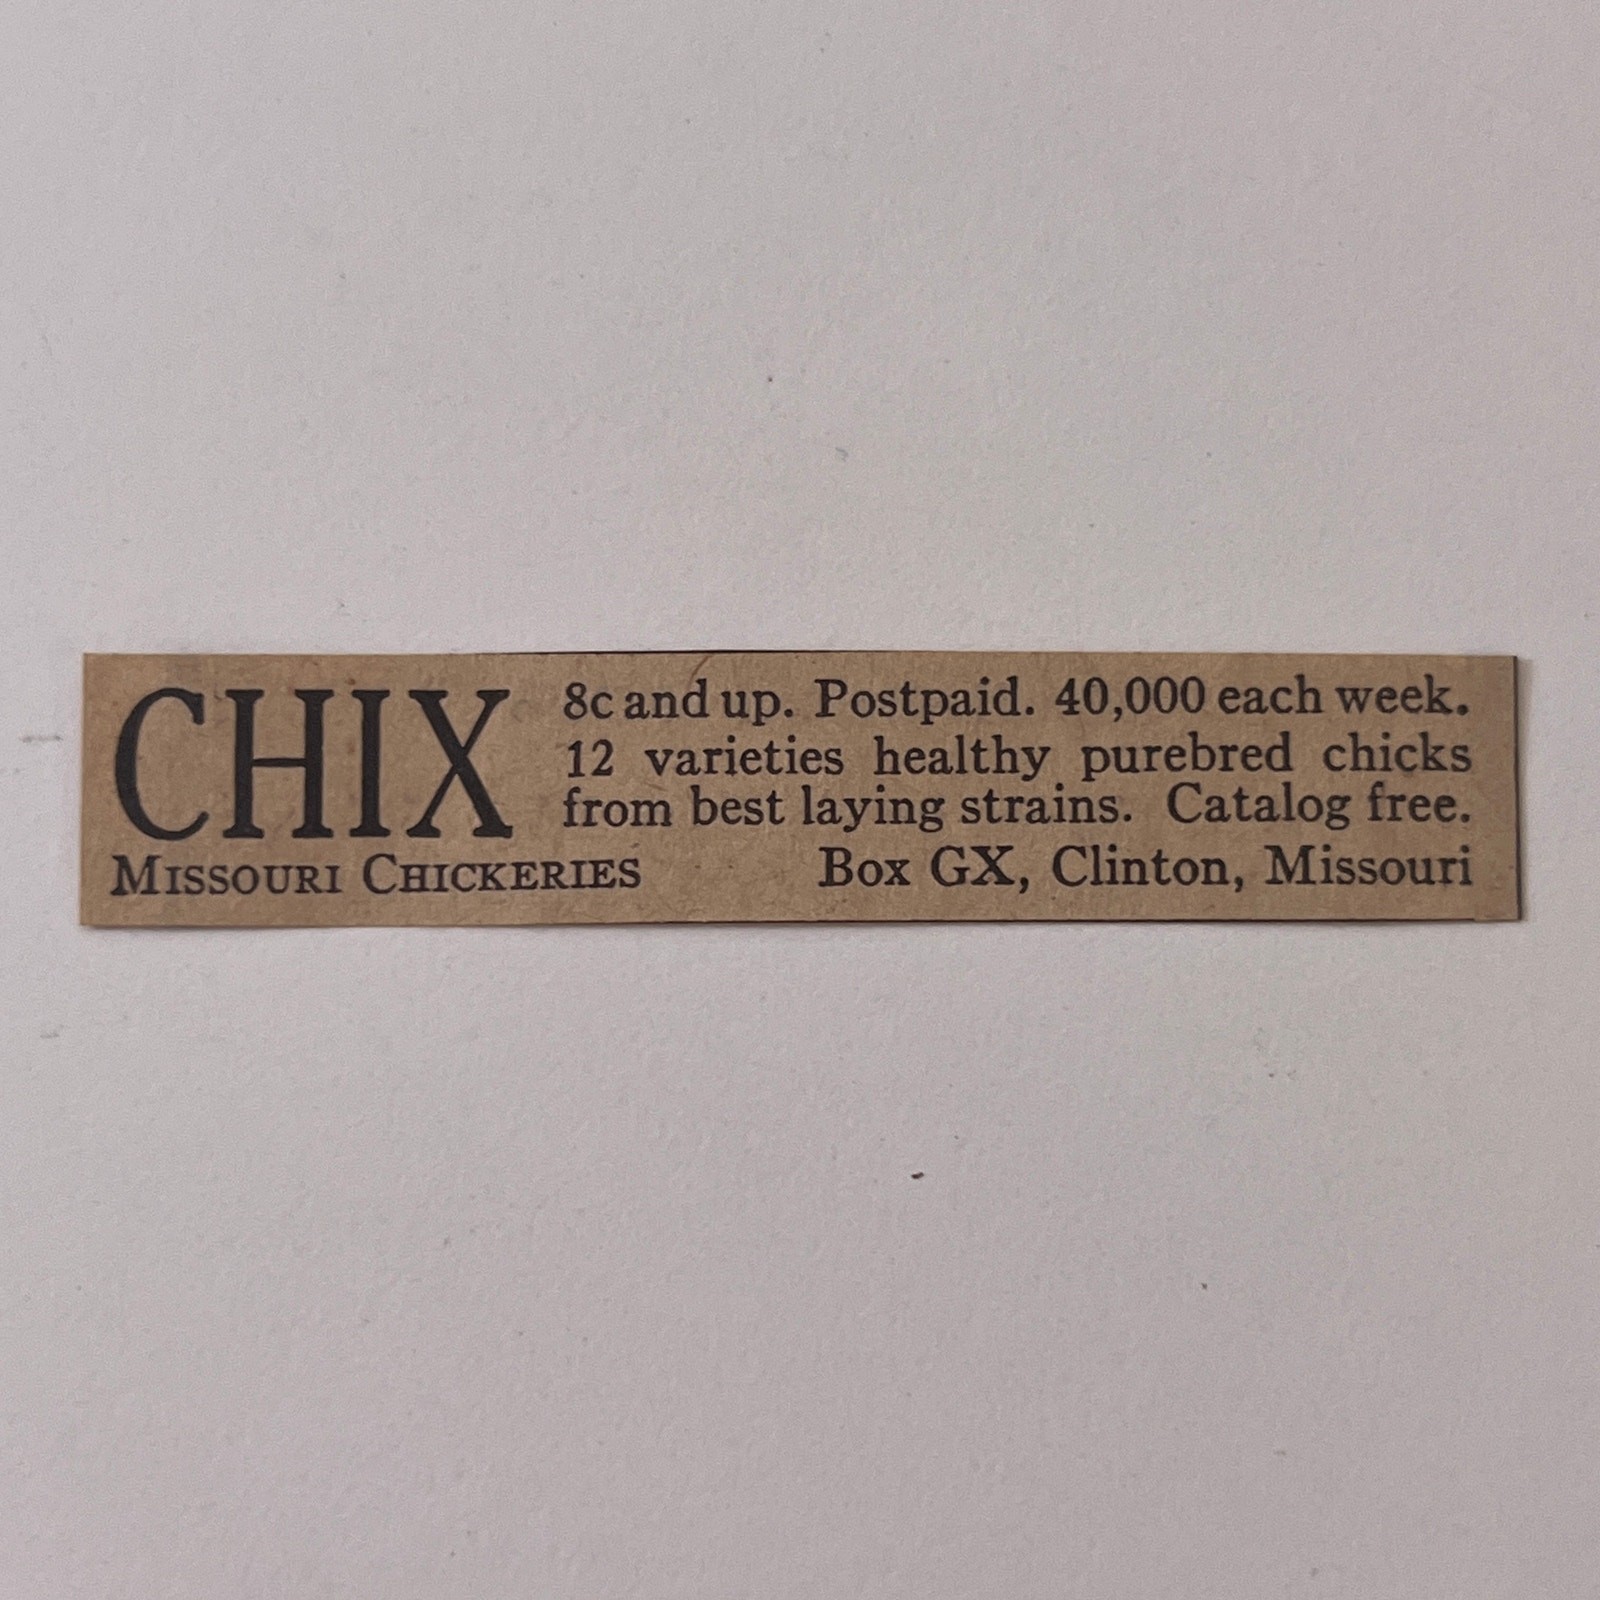 CHIX
8c and up. Postpaid. 40,000 each week.
12 varieties healthy purebred chicks
from best laying strains. Catalog free.
MISSOURI CHICKERIES
Box GX, Clinton, Missouri